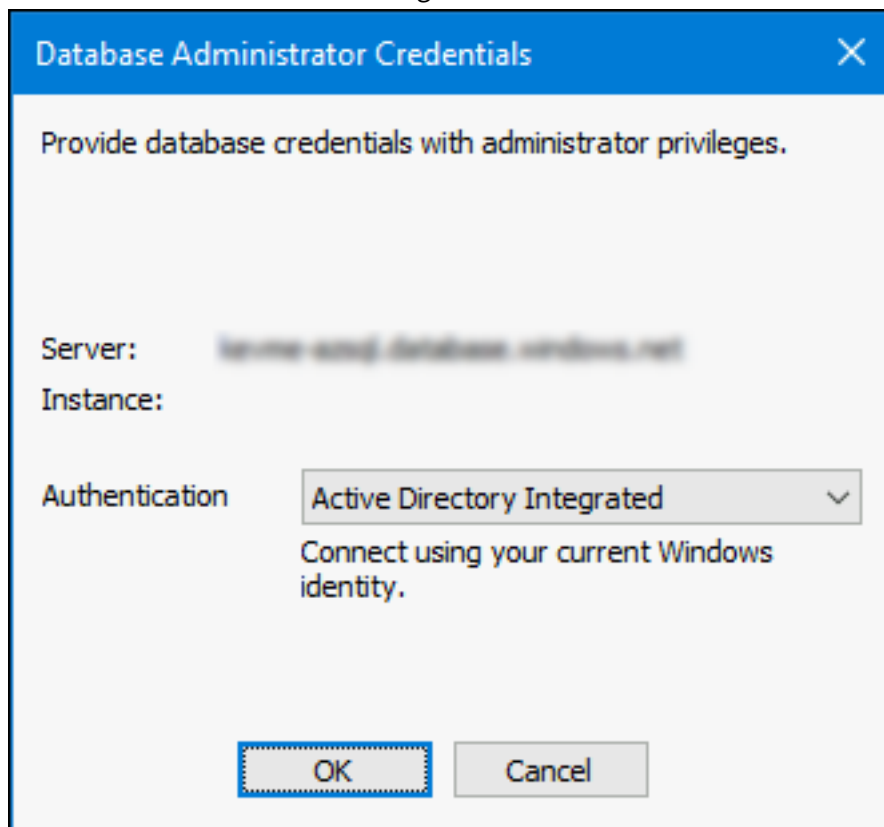 Database Administrator Credentials
Provide database credentials with administrator privileges.
Server:
Instance:
Authentication
Active Directory Integrated
Connect using your current Windows
identity.
OK
Cancel